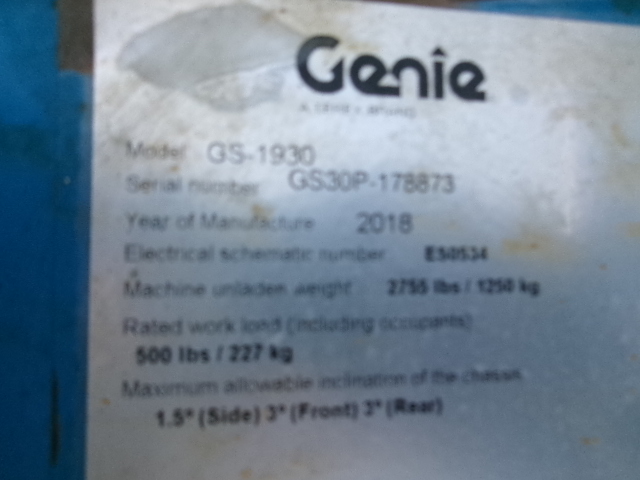 Genie
Model GS-1930
Serial number GS30P-178873
Year of Manufacture 2018
Electrical schematic number ES0534
Machine unladen weight 2755 lbs / 1250 kg
Rated work load (including occupants)
500 lbs / 227 kg
Maximum allowable inclination of the chassis
1.5° (Side) 3° (Front) 3° (Rear)